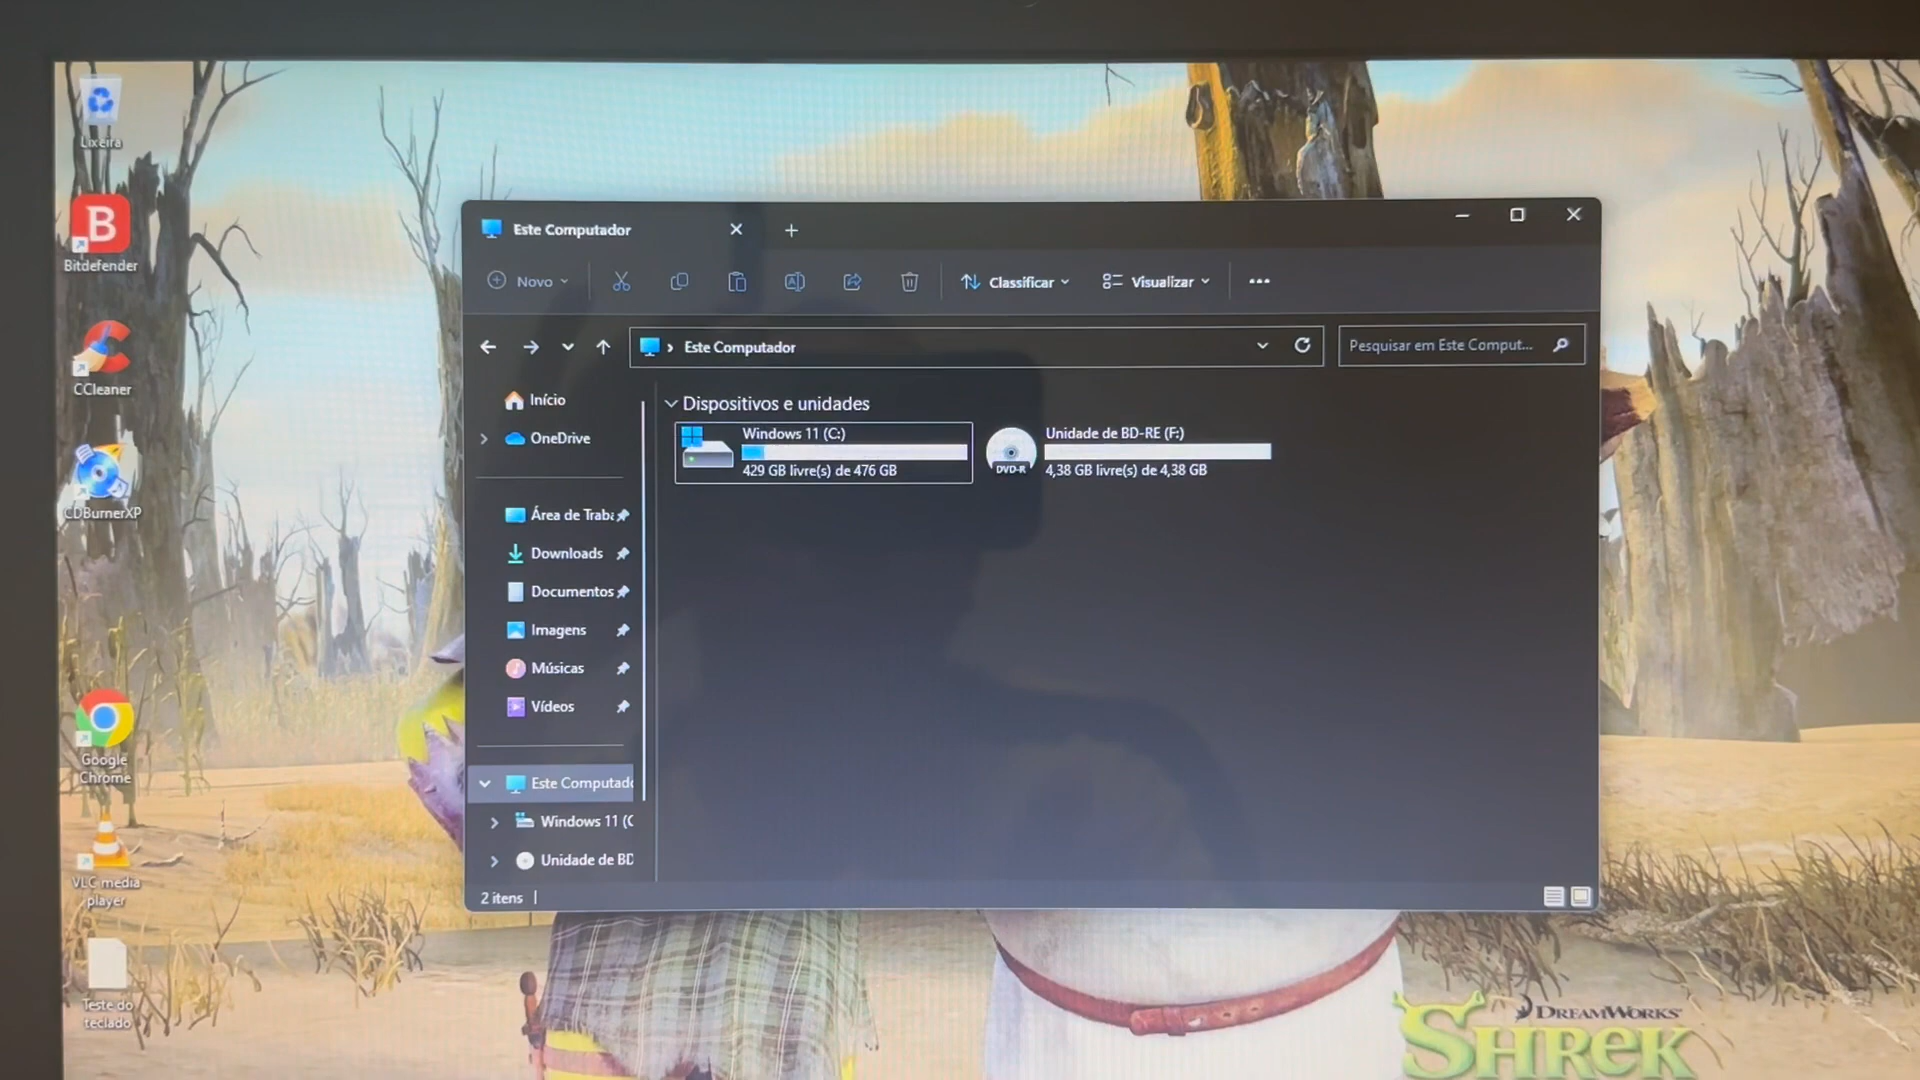 Lixeira
Bitdefender
CCleaner
CDBurnerXP
Google
Chrome
VLC media
player
Teste do
teclado
Este Computador
Novo
Classificar
Visualizar
Este Computador
Pesquisar em Este Comput...
Início
OneDrive
Área de Traba
Downloads
Documentos
Imagens
Músicas
Vídeos
Este Computado
Windows 11 (C
Unidade de BD
Dispositivos e unidades
Windows 11 (C:)
429 GB livre(s) de 476 GB
DVD-R
Unidade de BD-RE (F:)
4,38 GB livre(s) de 4,38 GB
2 itens
DREAMWORKS
SHREK